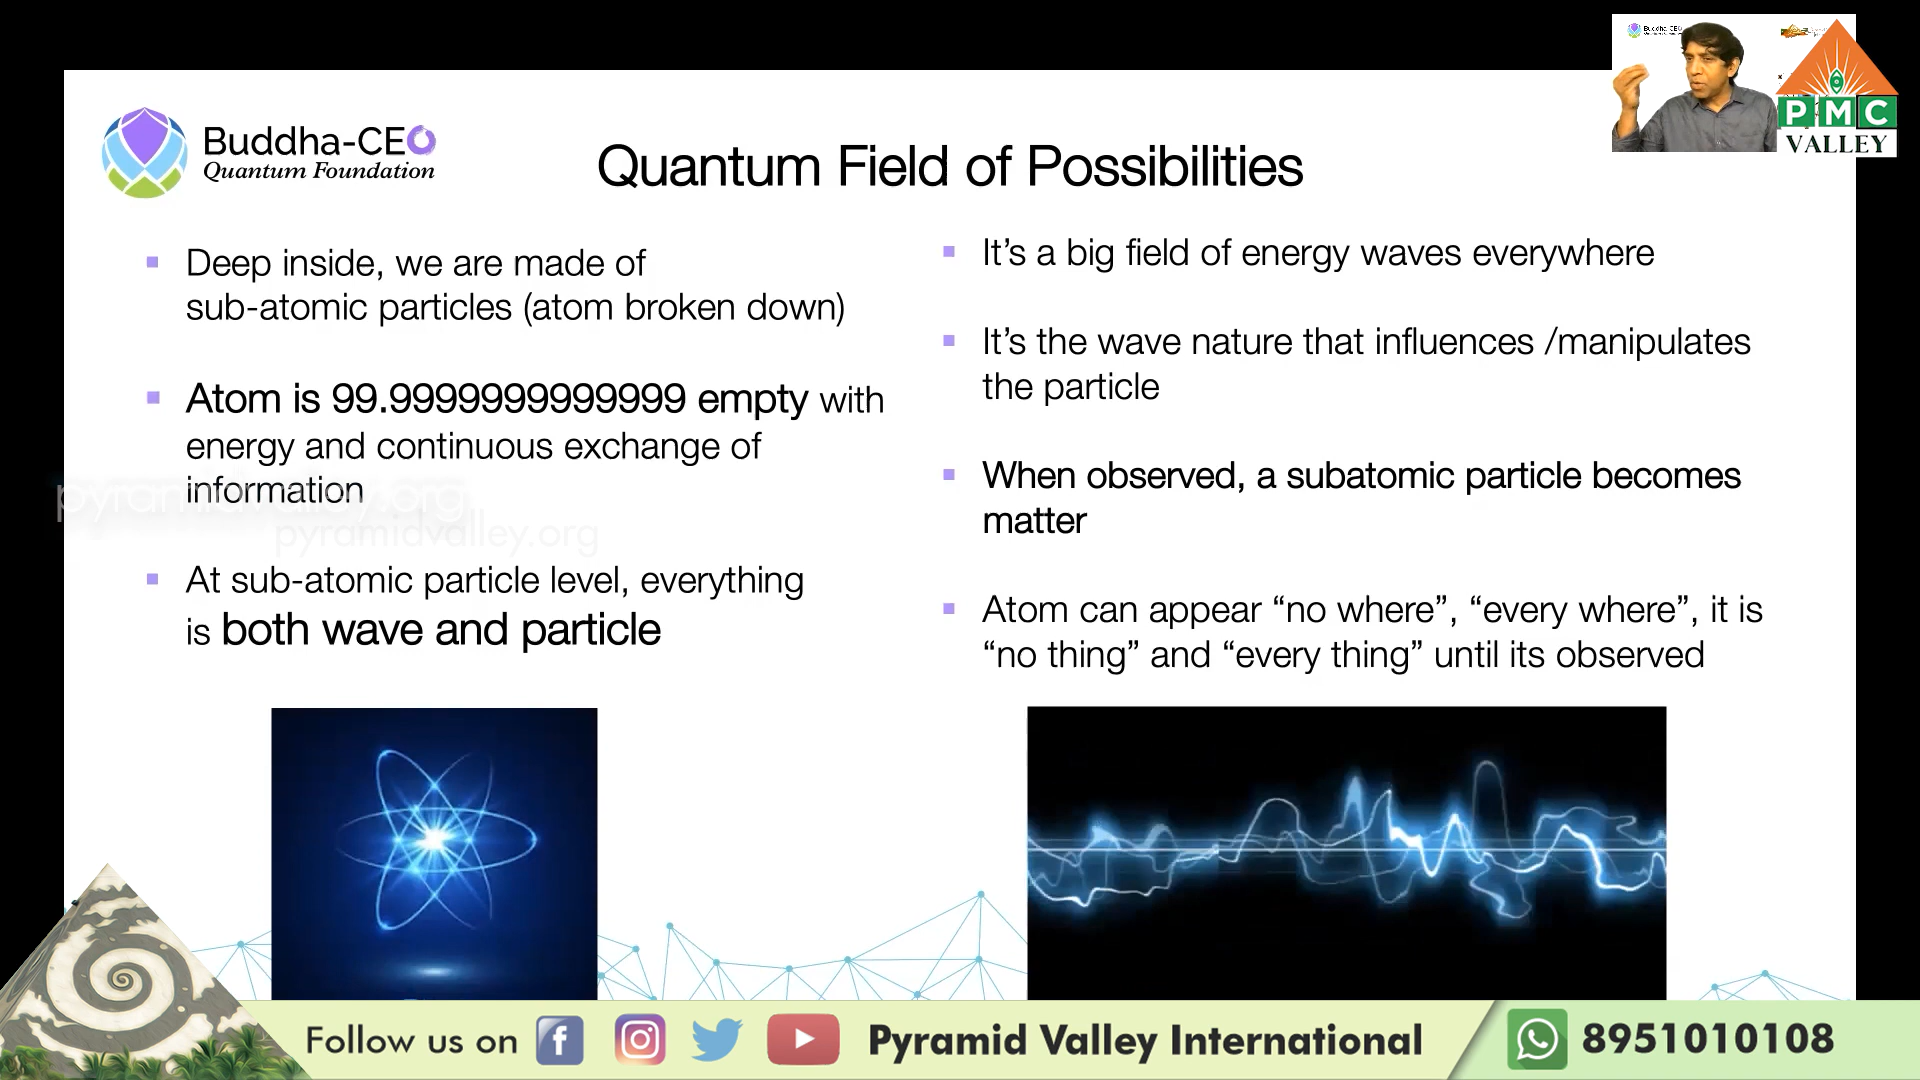 Buddha-CEO
Quantum Foundation
Quantum Field of Possibilities
Deep inside, we are made of
sub-atomic particles (atom broken down)
Atom is 99.9999999999999 empty with
energy and continuous exchange of
information
At sub-atomic particle level, everything
is both wave and particle
It’s a big field of energy waves everywhere
It’s the wave nature that influences /manipulates
the particle
When observed, a subatomic particle becomes
matter
Atom can appear “no where”, “every where”, it is
“no thing” and “every thing” until its observed
pyramidvalley.org
pyramidvalley.org
Buddha-CEO
PMC
VALLEY
Follow us on
Pyramid Valley International
8951010108